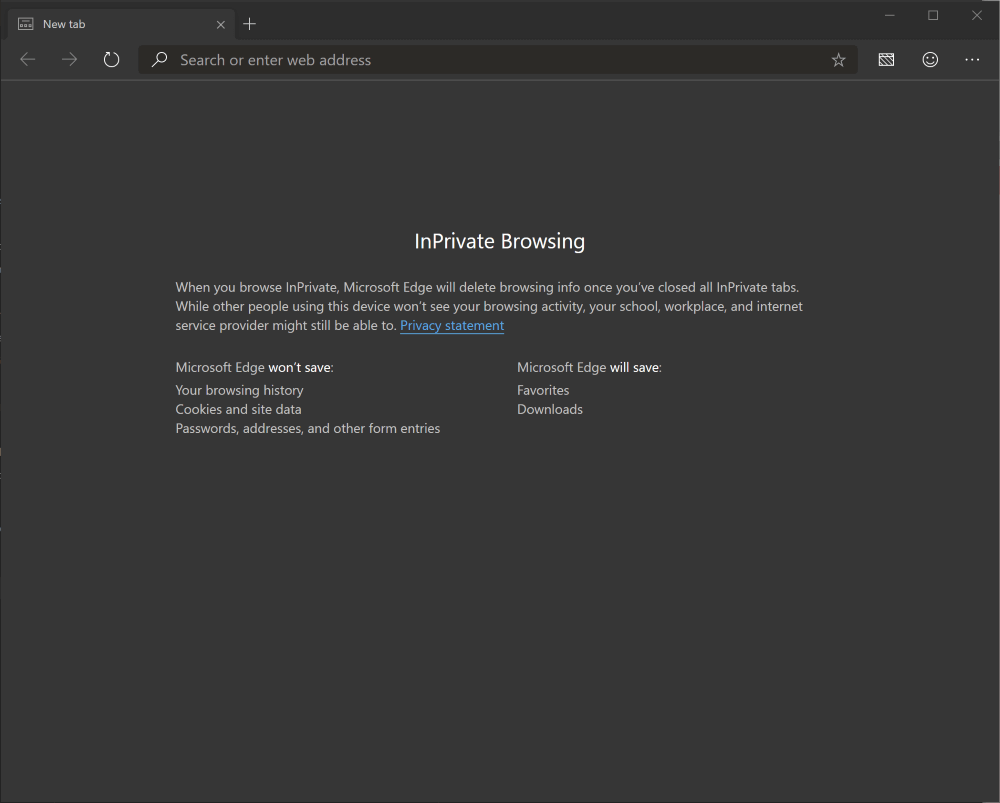 New tab
Search or enter web address
InPrivate Browsing
When you browse InPrivate, Microsoft Edge will delete browsing info once you’ve closed all InPrivate tabs.
While other people using this device won’t see your browsing activity, your school, workplace, and internet
service provider might still be able to. Privacy statement
Microsoft Edge won’t save:
Your browsing history
Cookies and site data
Passwords, addresses, and other form entries
Microsoft Edge will save:
Favorites
Downloads